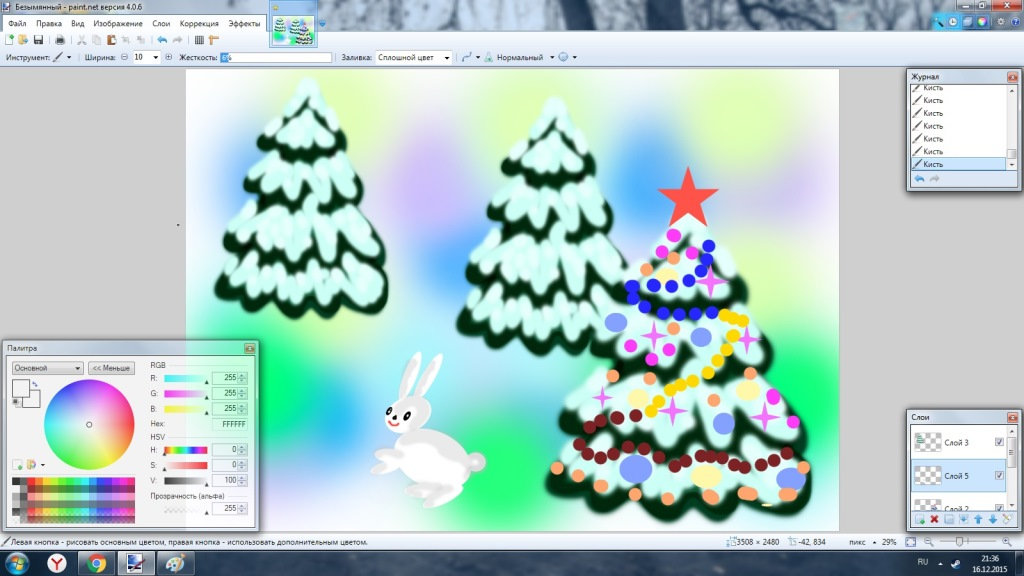 Безымянный - paint.net версия 4.0.6
Файл Правка Вид Изображение Слои Коррекция Эффекты
Инструмент: Ширина: 10 Жесткость: Заливка: Сплошной цвет Нормальный
Журнал
Кисть
Кисть
Кисть
Кисть
Кисть
Кисть
Кисть
Палитра
Основной << Меньше
RGB
R: 255
G: 255
B: 255
Hex: FFFFFF
HSV
H: 0
S: 0
V: 100
Прозрачность (альфа)
255
Слои
Слой 3
Слой 5
Слой 2
Левая кнопка - рисовать основным цветом, правая кнопка - использовать дополнительным цветом. 3508 × 2480 -42, 834 пикс 29%
RU 21:36
16.12.2015